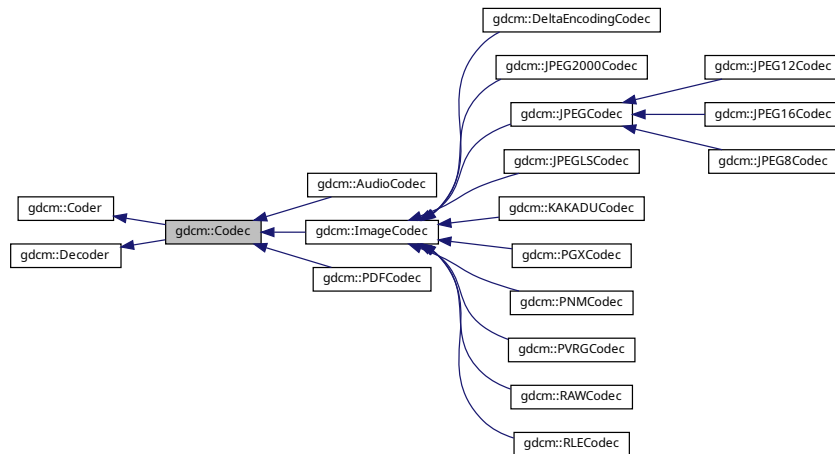 gdcm::DeltaEncodingCodec
gdcm::JPEG2000Codec
gdcm::JPEG12Codec
gdcm::JPEGCodec
gdcm::JPEG16Codec
gdcm::JPEGLSCodec
gdcm::JPEG8Codec
gdcm::AudioCodec
gdcm::Coder
gdcm::KAKADUCodec
gdcm::Codec
gdcm::ImageCodec
gdcm::Decoder
gdcm::PGXCodec
gdcm::PDFCodec
gdcm::PNMCodec
gdcm::PVRGCodec
gdcm::RAWCodec
gdcm::RLECodec